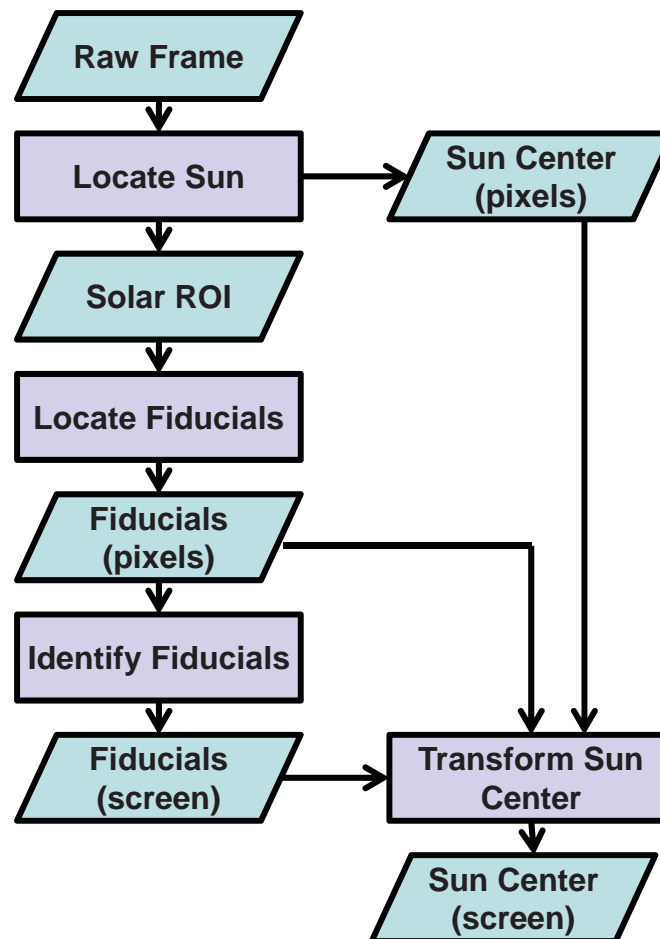 Raw Frame
Locate Sun
Sun Center
(pixels)
Solar ROI
Locate Fiducials
Fiducials
(pixels)
Identify Fiducials
Fiducials
(screen)
Transform Sun
Center
Sun Center
(screen)